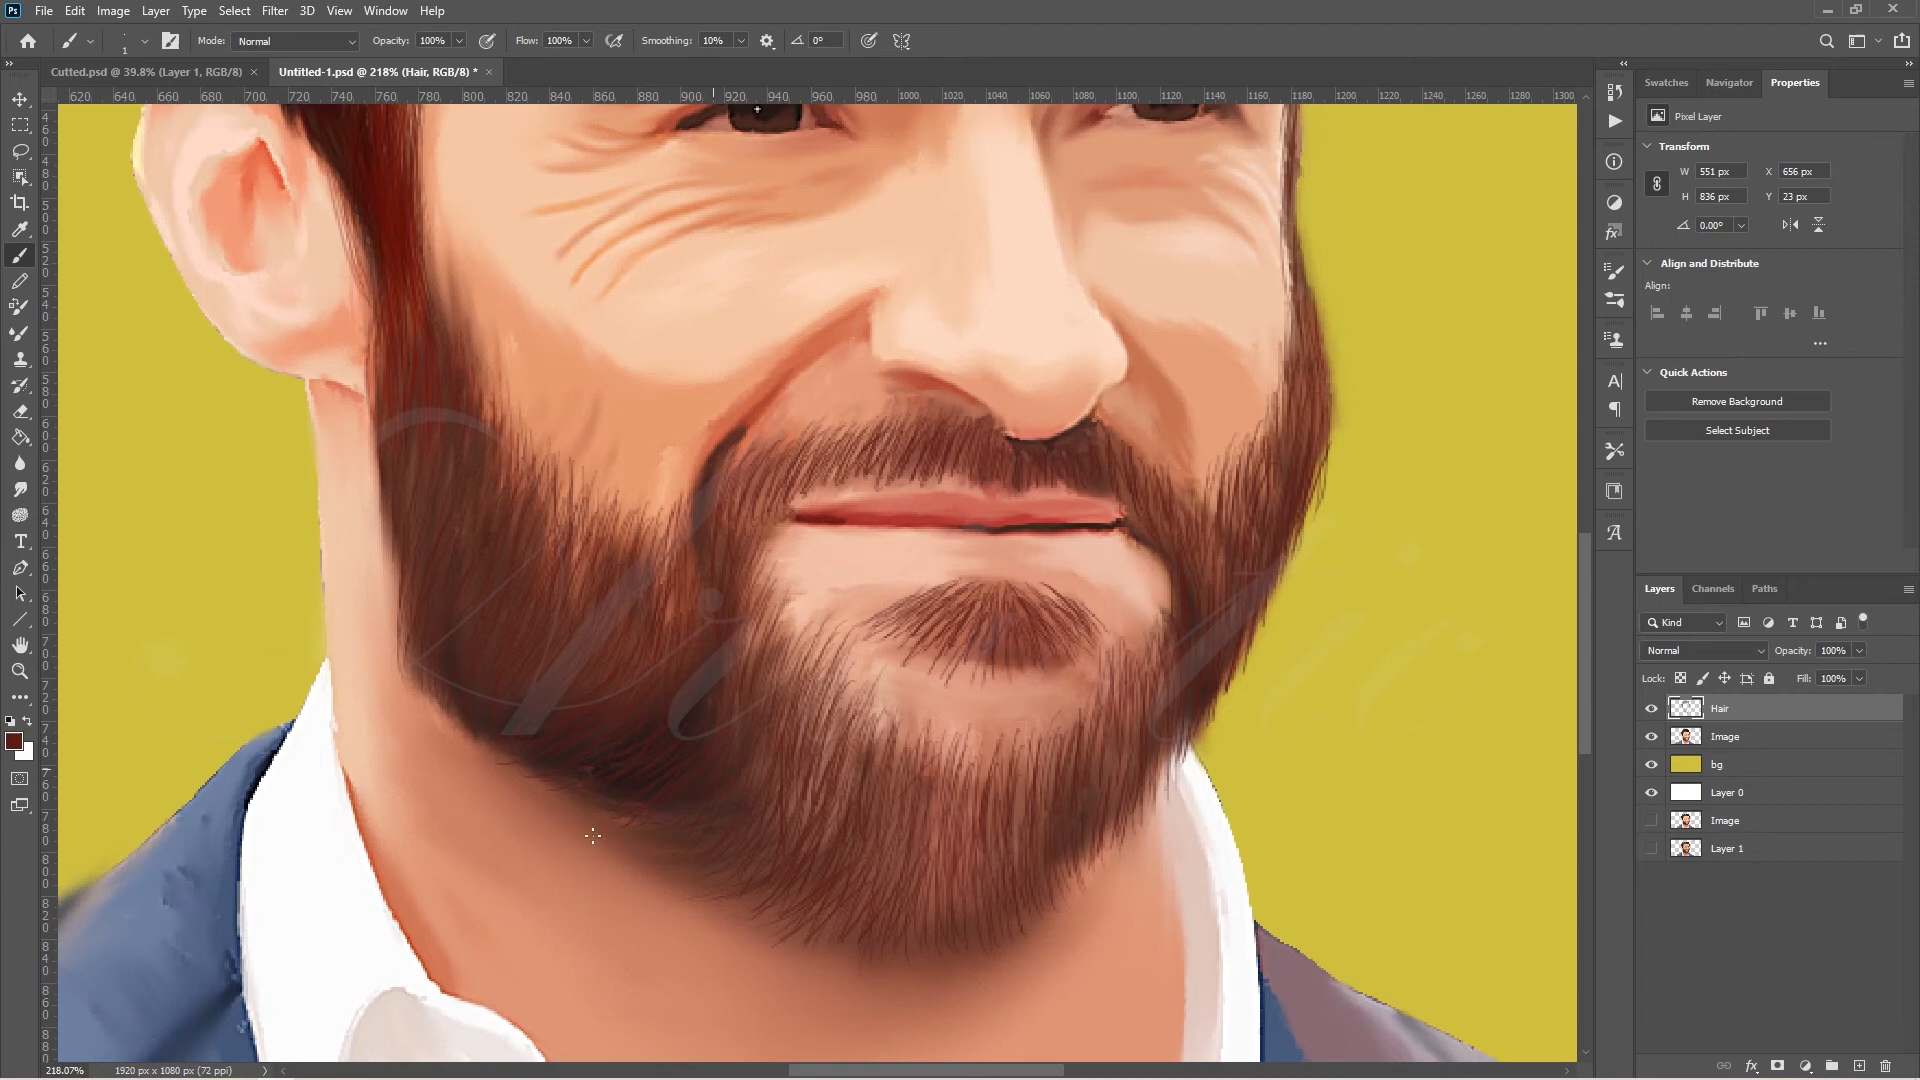 Ps File Edit Image Layer Type Select Filter 3D View Window Help
1 Mode: Normal Opacity: 100% Flow: 100% Smoothing: 10% 0°
Cutted.psd @ 39.8% (Layer 1, RGB/8) × Untitled-1.psd @ 218% (Hair, RGB/8) * ×
620 640 660 680 700 720 740 760 780 800 820 840 860 880 900 920 940 960 980 1000 1020 1040 1060 1080 1100 1120 1140 1160 1180 1200 1220 1240 1260 1280 1300
Swatches Navigator Properties
Pixel Layer
Transform
W 551 px X 656 px
H 836 px Y 23 px
0.00°
Align and Distribute
Align:
Quick Actions
Remove Background
Select Subject
Layers Channels Paths
Kind
Normal Opacity: 100%
Lock: Fill: 100%
Hair
Image
bg
Layer 0
Image
Layer 1
218.07% 1920 px x 1080 px (72 ppi)